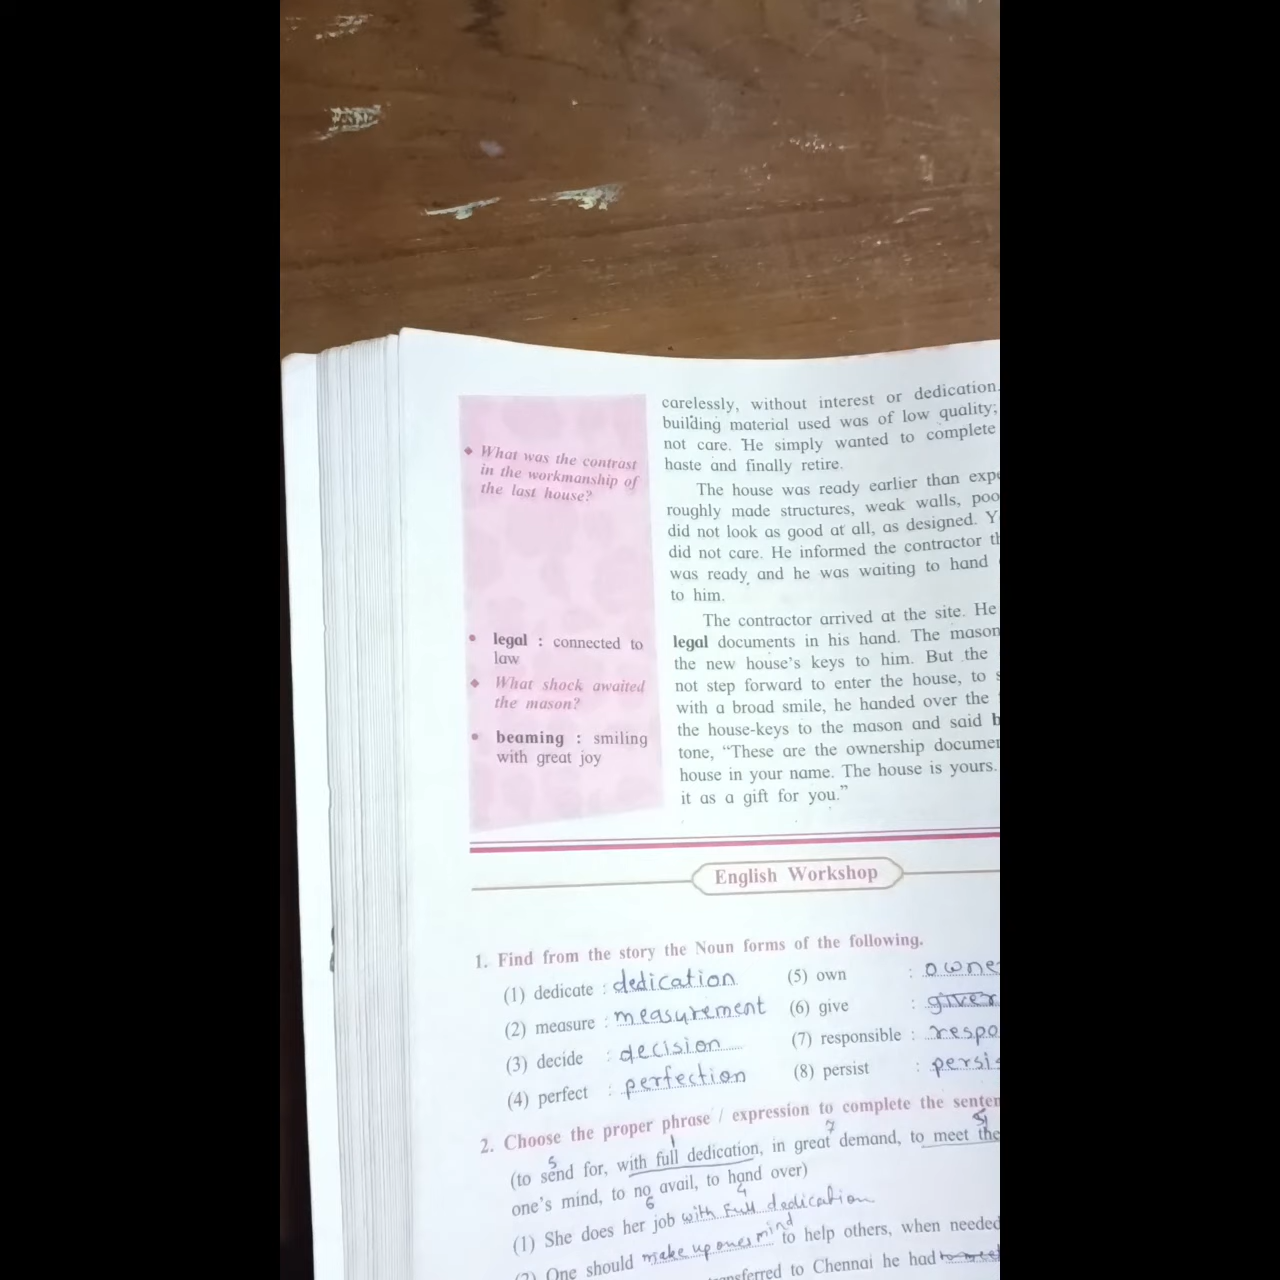 carelessly, without interest or dedication.
building material used was of low quality;
not care. He simply wanted to complete
haste and finally retire.
The house was ready earlier than
roughly made structures, weak walls,
did not look as good at all, as designed.
did not care. He informed the contractor
was ready and he was waiting to hand
to him.
The contractor arrived at the site. He
legal documents in his hand. The mason
the new house's keys to him. But the
not step forward to enter the house, to
with a broad smile, he handed over the
the house-keys to the mason and said
tone, “These are the ownership
house in your name. The house is yours.
it as a gift for you.”
◆ What was the contrast
in the workmanship of
the last house?
• legal : connected to
law
◆ What shock awaited
the mason?
• beaming : smiling
with great joy
English Workshop
1. Find from the story the Noun forms of the following.
(1) dedicate : dedication (5) own :
(2) measure : measurement (6) give : giver
(3) decide : decision (7) responsible :
(4) perfect : perfection (8) persist :
2. Choose the proper phrase / expression to complete the
(to send for, with full dedication, in great demand, to meet the
one's mind, to no avail, to hand over)
(1) She does her job with full dedication
One should make up ones mind to help others, when needed
to Chennai he had